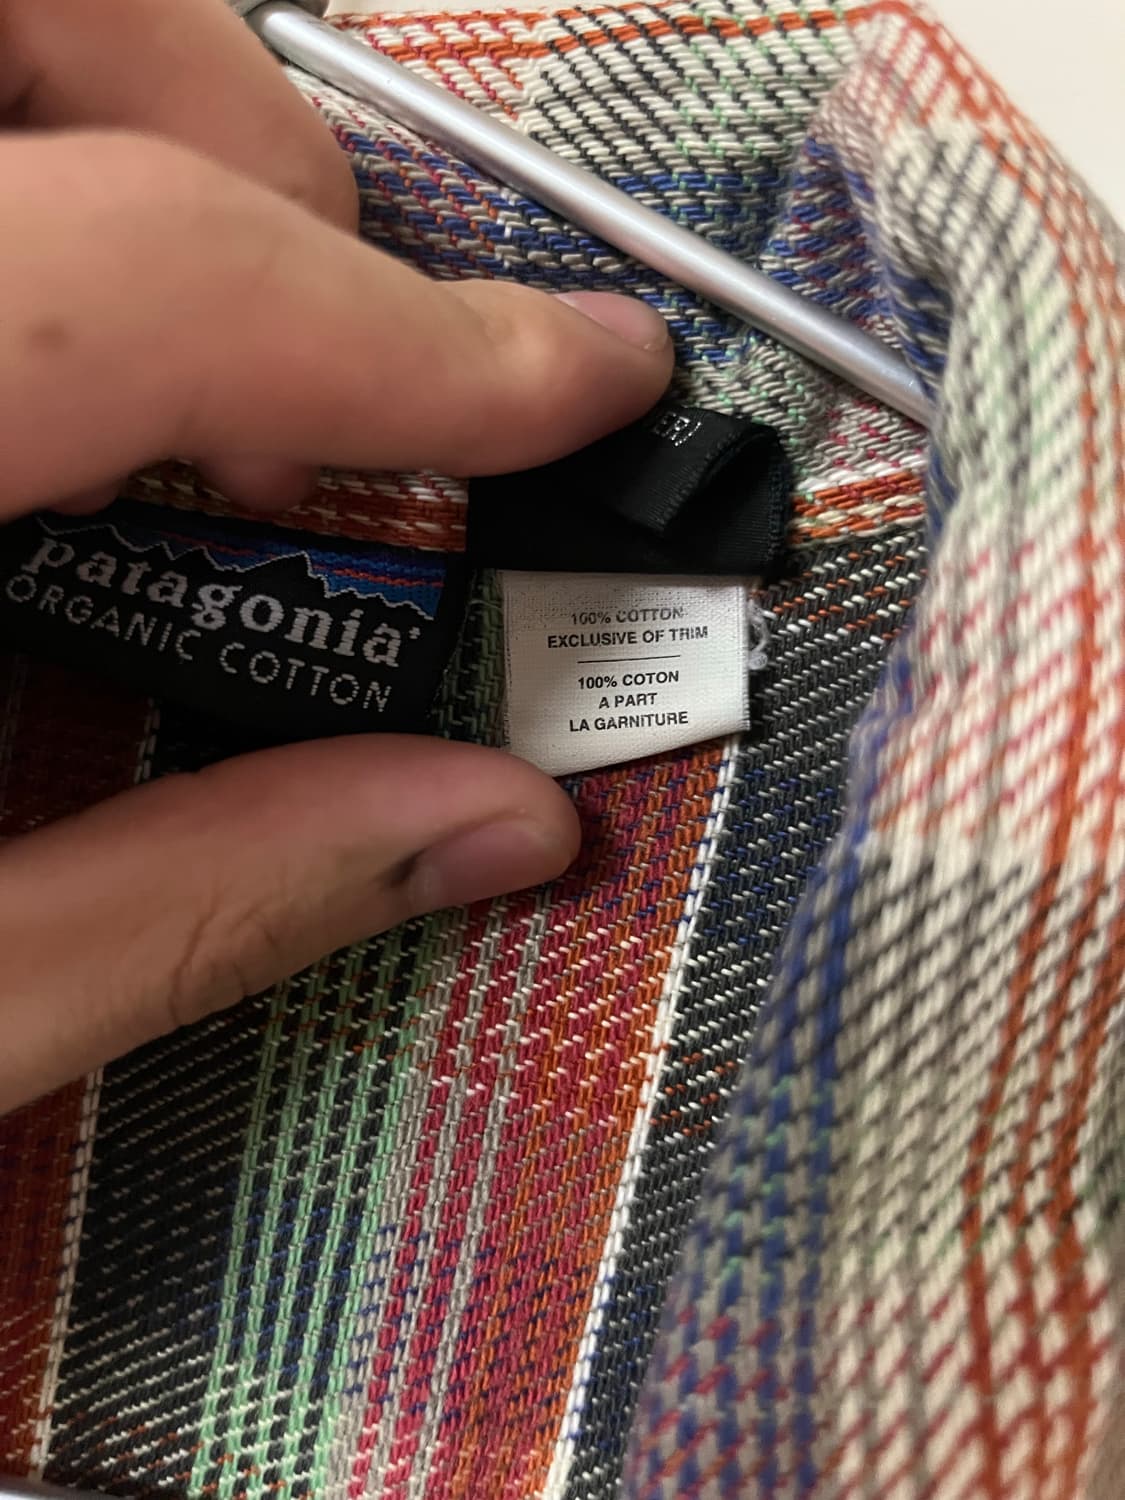 patagonia
ORGANIC COTTON
100% COTTON
EXCLUSIVE OF TRIM
100% COTON
A PART
LA GARNITURE